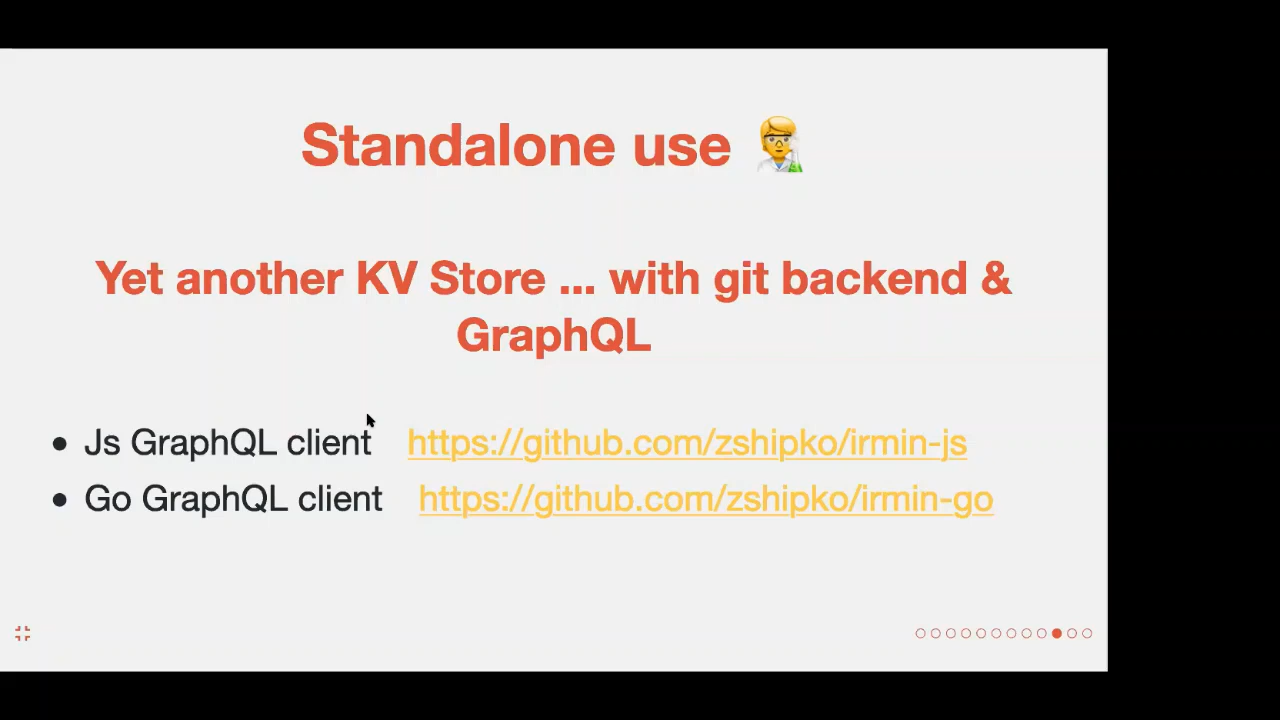 Standalone use 👨‍🔬
Yet another KV Store ... with git backend &
GraphQL
• Js GraphQL client https://github.com/zshipko/irmin-js
• Go GraphQL client https://github.com/zshipko/irmin-go